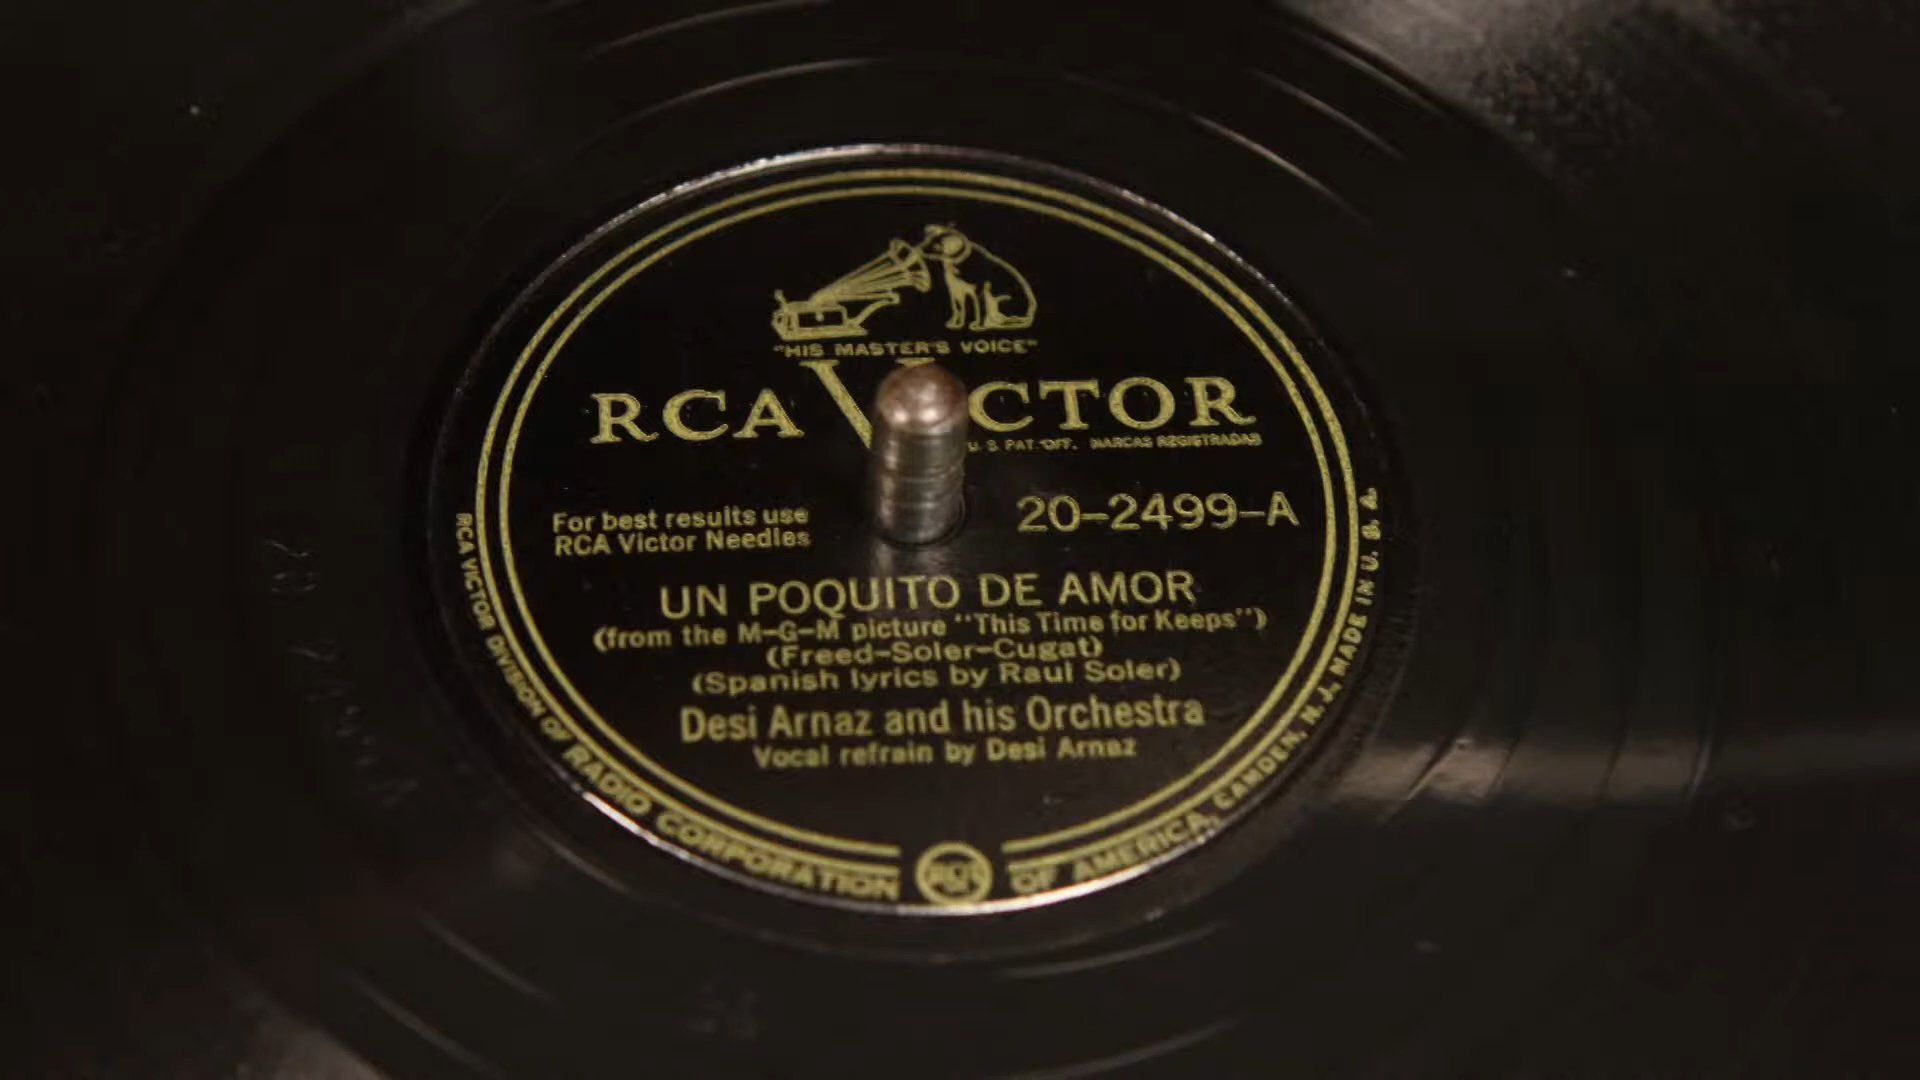 "HIS MASTER'S VOICE"
RCA VICTOR
U. S. PAT. OFF. MARCAS REGISTRADAS
For best results use
RCA Victor Needles
20-2499-A
UN POQUITO DE AMOR
(from the M-G-M picture "This Time for Keeps")
(Freed-Soler-Cugat)
(Spanish lyrics by Raul Soler)
Desi Arnaz and his Orchestra
Vocal refrain by Desi Arnaz
RCA VICTOR DIVISION OF RADIO CORPORATION OF AMERICA, CAMDEN, N. J., MADE IN U. S. A.